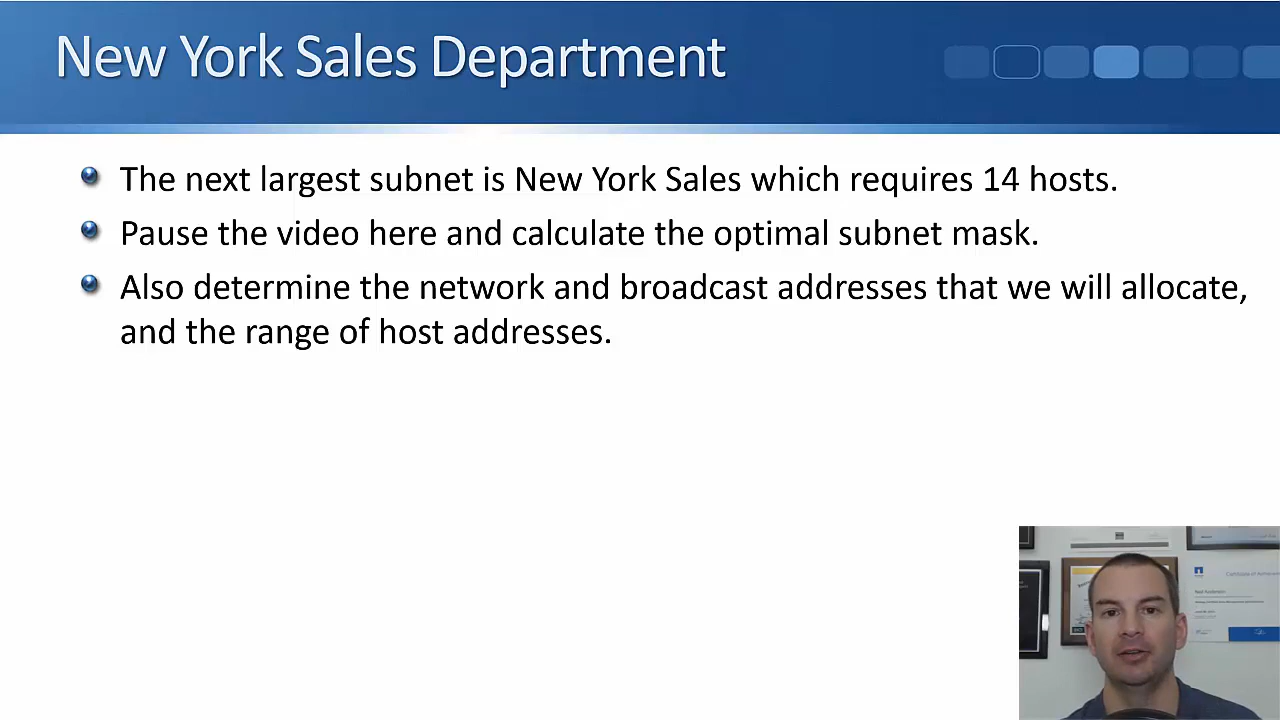 New York Sales Department
The next largest subnet is New York Sales which requires 14 hosts.
Pause the video here and calculate the optimal subnet mask.
Also determine the network and broadcast addresses that we will allocate,
and the range of host addresses.